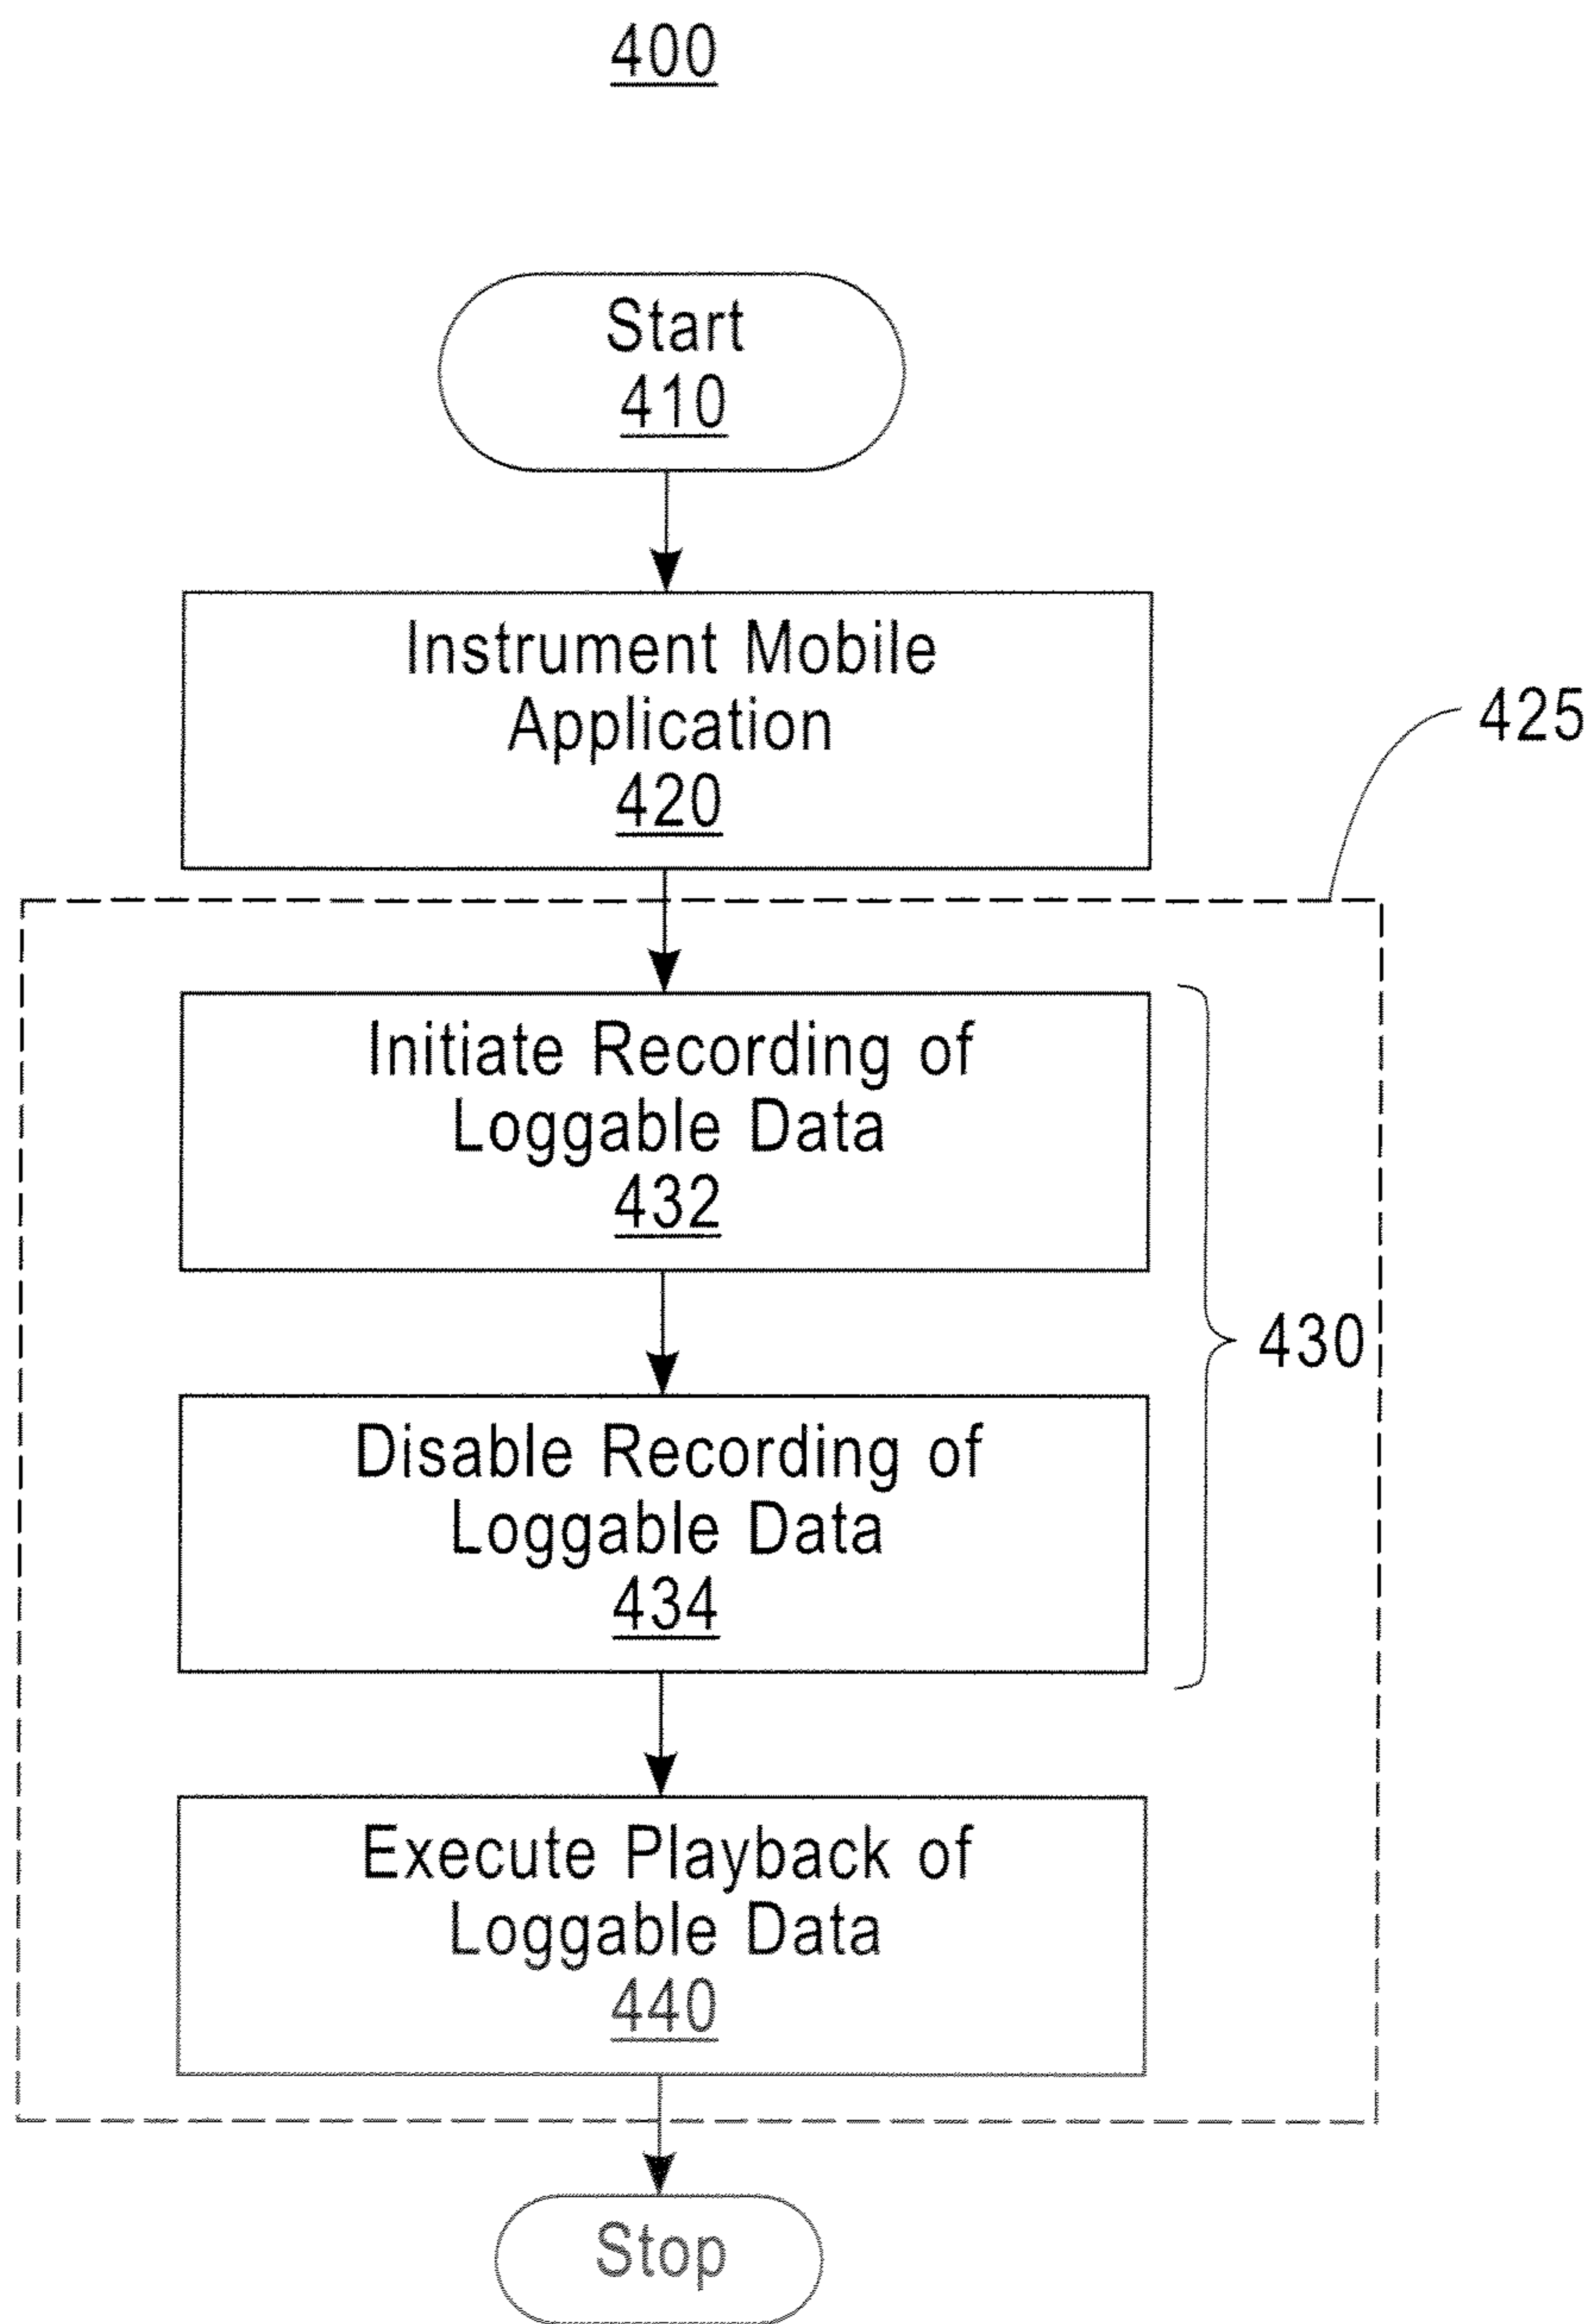 400
Start
410
Instrument Mobile
Application
420
425
Initiate Recording of
Loggable Data
432
430
Disable Recording of
Loggable Data
434
Execute Playback of
Loggable Data
440
Stop